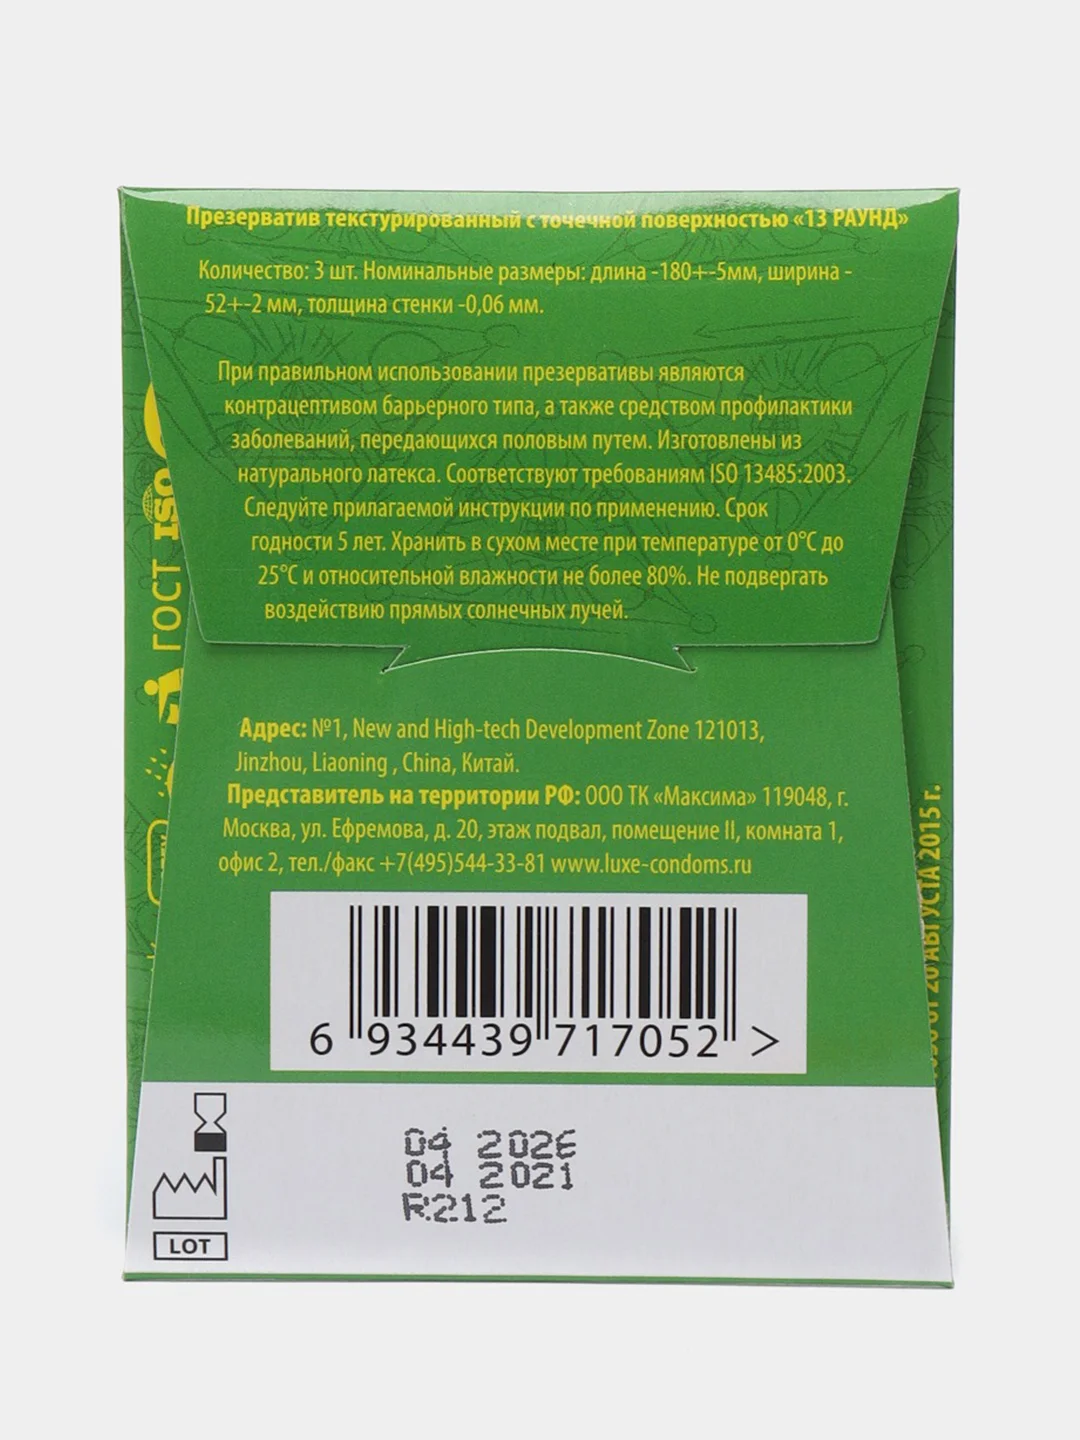 Презерватив текстурированный с точечной поверхностью «13 РАУНД»
Количество: 3 шт. Номинальные размеры: длина -180+-5мм, ширина -
52+-2 мм, толщина стенки -0,06 мм.
При правильном использовании презервативы являются
контрацептивом барьерного типа, а также средством профилактики
заболеваний, передающихся половым путем. Изготовлены из
натурального латекса. Соответствуют требованиям ISO 13485:2003.
Следуйте прилагаемой инструкции по применению. Срок
годности 5 лет. Хранить в сухом месте при температуре от 0°C до
25°C и относительной влажности не более 80%. Не подвергать
воздействию прямых солнечных лучей.
ГОСТ ISO
Адрес: №1, New and High-tech Development Zone 121013,
Jinzhou, Liaoning , China, Китай.
Представитель на территории РФ: ООО ТК «Максима» 119048, г.
Москва, ул. Ефремова, д. 20, этаж подвал, помещение II, комната 1,
офис 2, тел./факс +7(495)544-33-81 www.luxe-condoms.ru
ОТ 20 АВГУСТА 2015 г.
6 934439 717052 >
04 2026
04 2021
R212
LOT